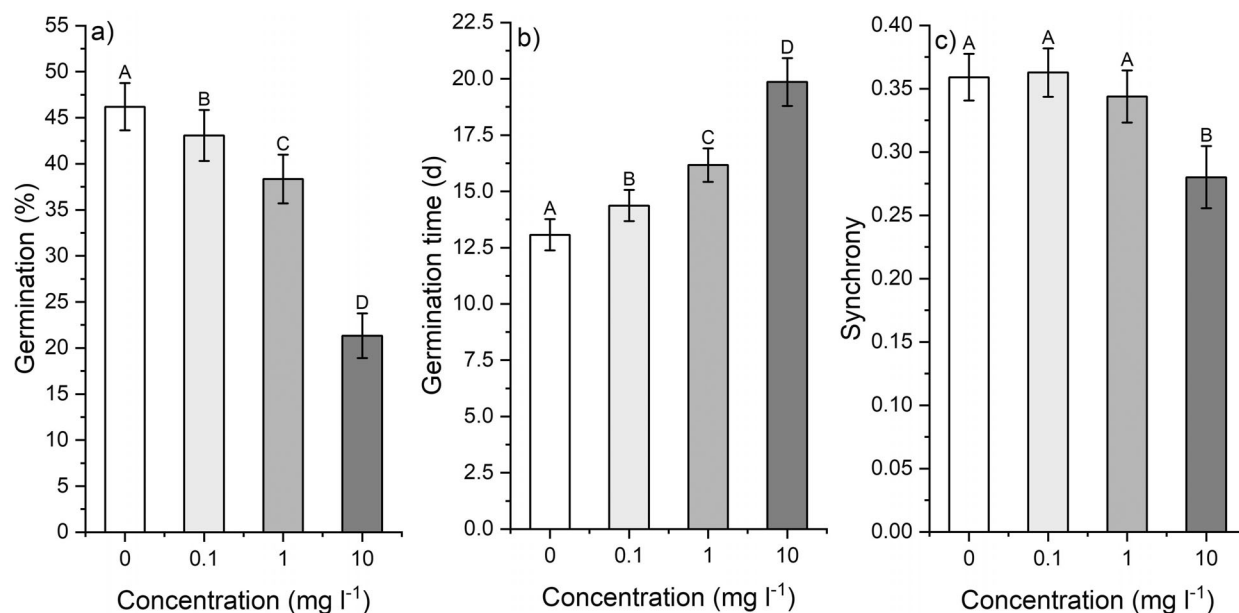 a)
Germination (%)
55
50
45
40
35
30
25
20
15
10
5
0
A
B
C
D
0 0.1 1 10
Concentration (mg l⁻¹)
b)
Germination time (d)
22.5
20.0
17.5
15.0
12.5
10.0
7.5
5.0
2.5
0.0
A
B
C
D
0 0.1 1 10
Concentration (mg l⁻¹)
c)
Synchrony
0.40
0.35
0.30
0.25
0.20
0.15
0.10
0.05
0.00
A
A
A
B
0 0.1 1 10
Concentration (mg l⁻¹)